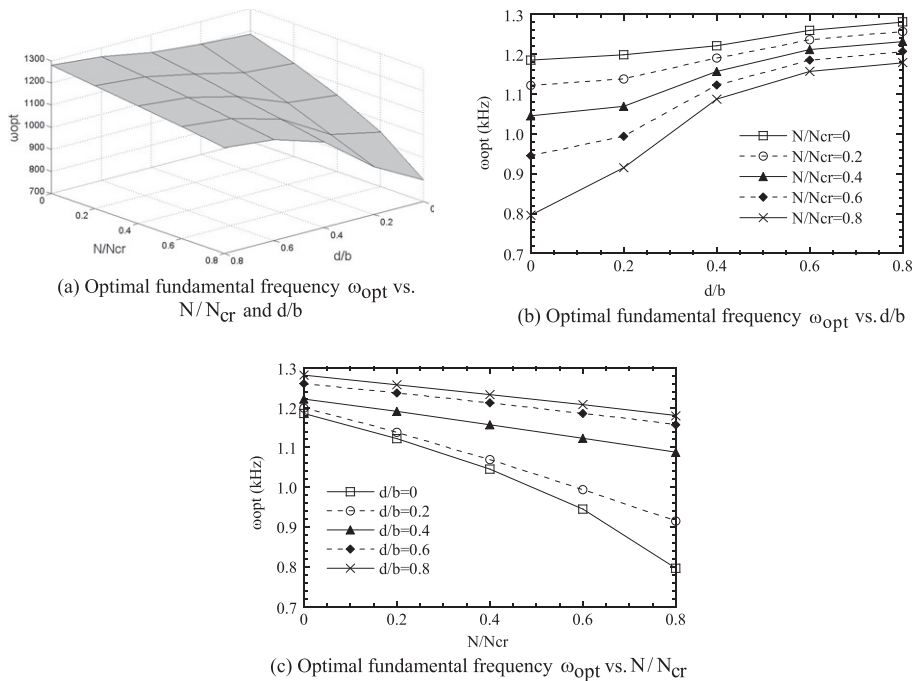 1300
1200
1100
1000
900
800
700
ωopt
0
0.2
0.4
0.6
0.8
N/Ncr
0.8
0.6
0.4
0.2
0
d/b
(a) Optimal fundamental frequency ωopt vs.
N/Ncr and d/b
1.3
1.2
1.1
1.0
0.9
0.8
0.7
ωopt (kHz)
N/Ncr=0
N/Ncr=0.2
N/Ncr=0.4
N/Ncr=0.6
N/Ncr=0.8
0 0.2 0.4 0.6 0.8
d/b
(b) Optimal fundamental frequency ωopt vs. d/b
1.3
1.2
1.1
1.0
0.9
0.8
0.7
ωopt (kHz)
d/b=0
d/b=0.2
d/b=0.4
d/b=0.6
d/b=0.8
0 0.2 0.4 0.6 0.8
N/Ncr
(c) Optimal fundamental frequency ωopt vs. N/Ncr